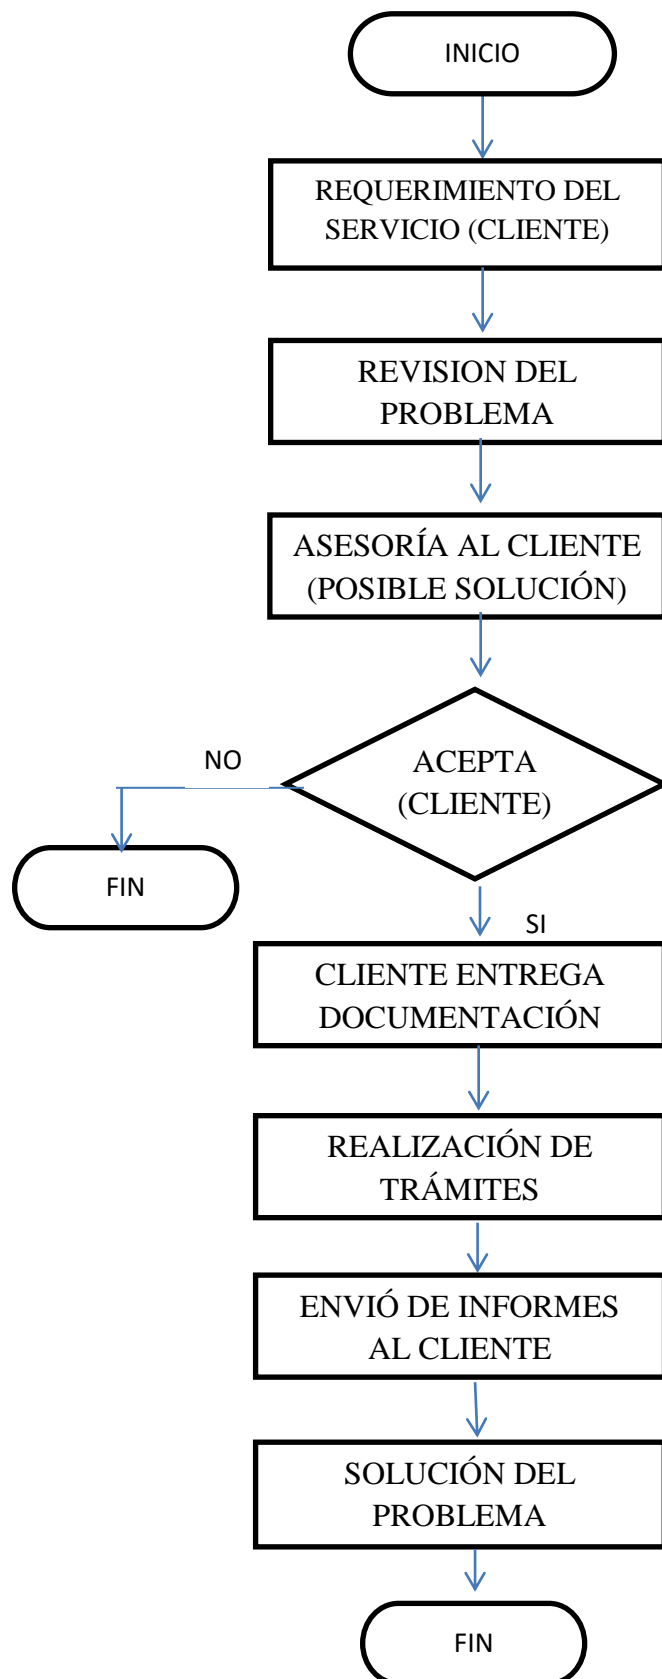 INICIO
REQUERIMIENTO DEL
SERVICIO (CLIENTE)
REVISION DEL
PROBLEMA
ASESORÍA AL CLIENTE
(POSIBLE SOLUCIÓN)
ACEPTA
(CLIENTE)
NO
FIN
SI
CLIENTE ENTREGA
DOCUMENTACIÓN
REALIZACIÓN DE
TRÁMITES
ENVIÓ DE INFORMES
AL CLIENTE
SOLUCIÓN DEL
PROBLEMA
FIN